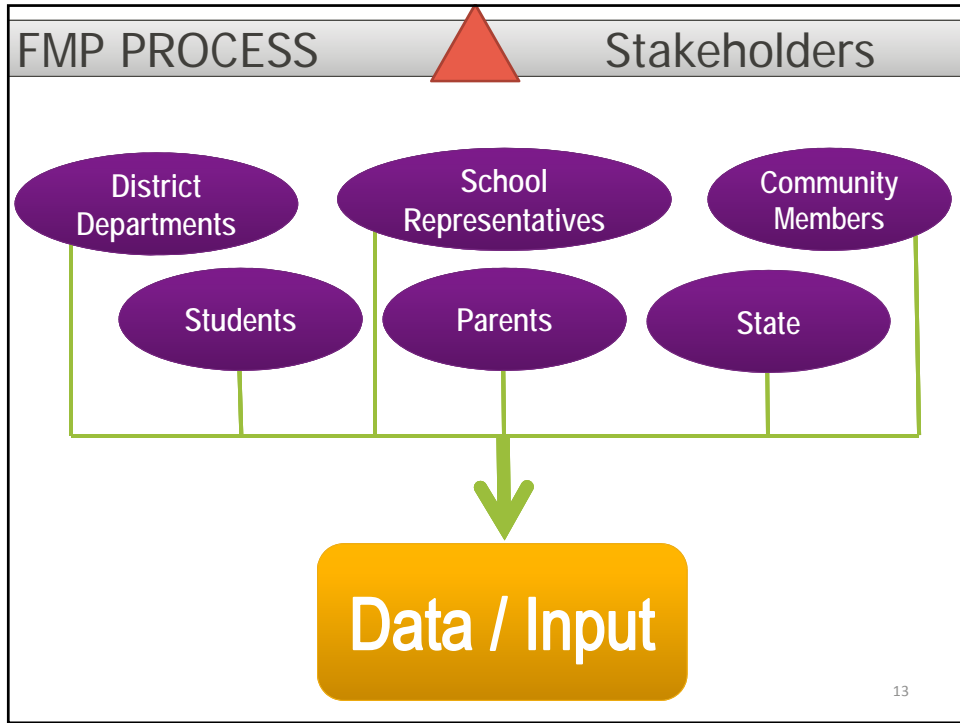 FMP PROCESS
Stakeholders
District
Departments
School
Representatives
Community
Members
Students
Parents
State
Data / Input
13